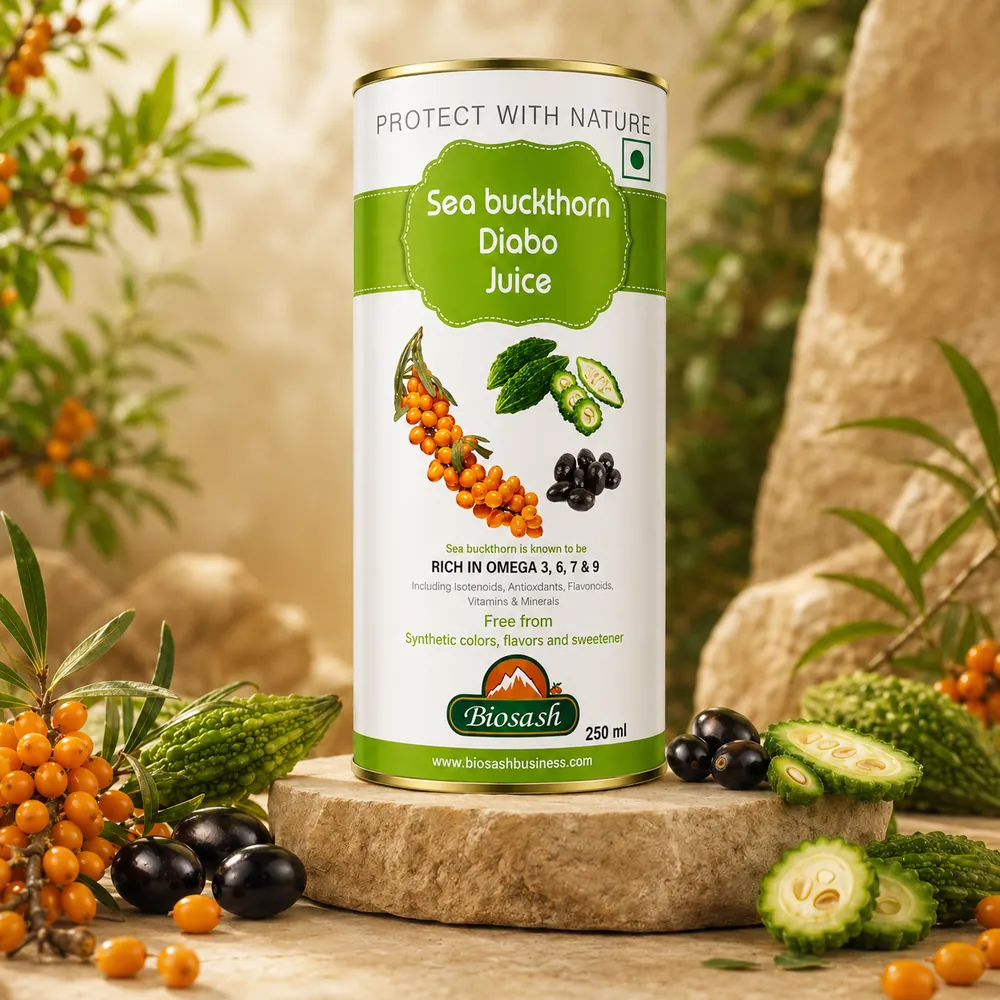 PROTECT WITH NATURE
Sea buckthorn
Diabo
Juice
Sea buckthorn is known to be
RICH IN OMEGA 3, 6, 7 & 9
Including Isotenoids, Antioxdants, Flavonoids,
Vitamins & Minerals
Free from
Synthetic colors, flavors and sweetener
Biosash
250 ml
www.biosashbusiness.com